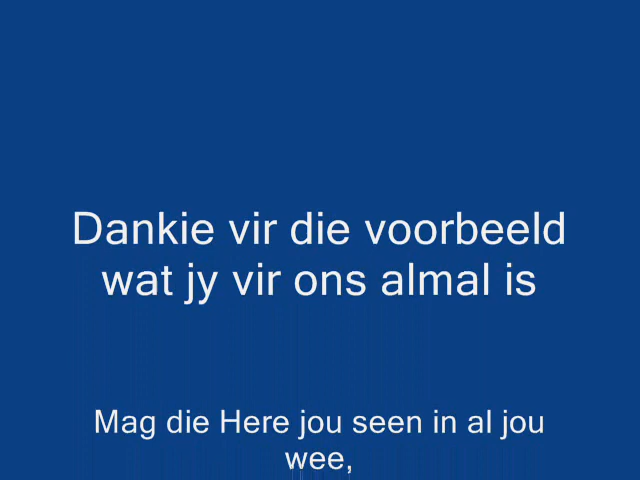 Dankie vir die voorbeeld
wat jy vir ons almal is
Mag die Here jou seen in al jou
wee,